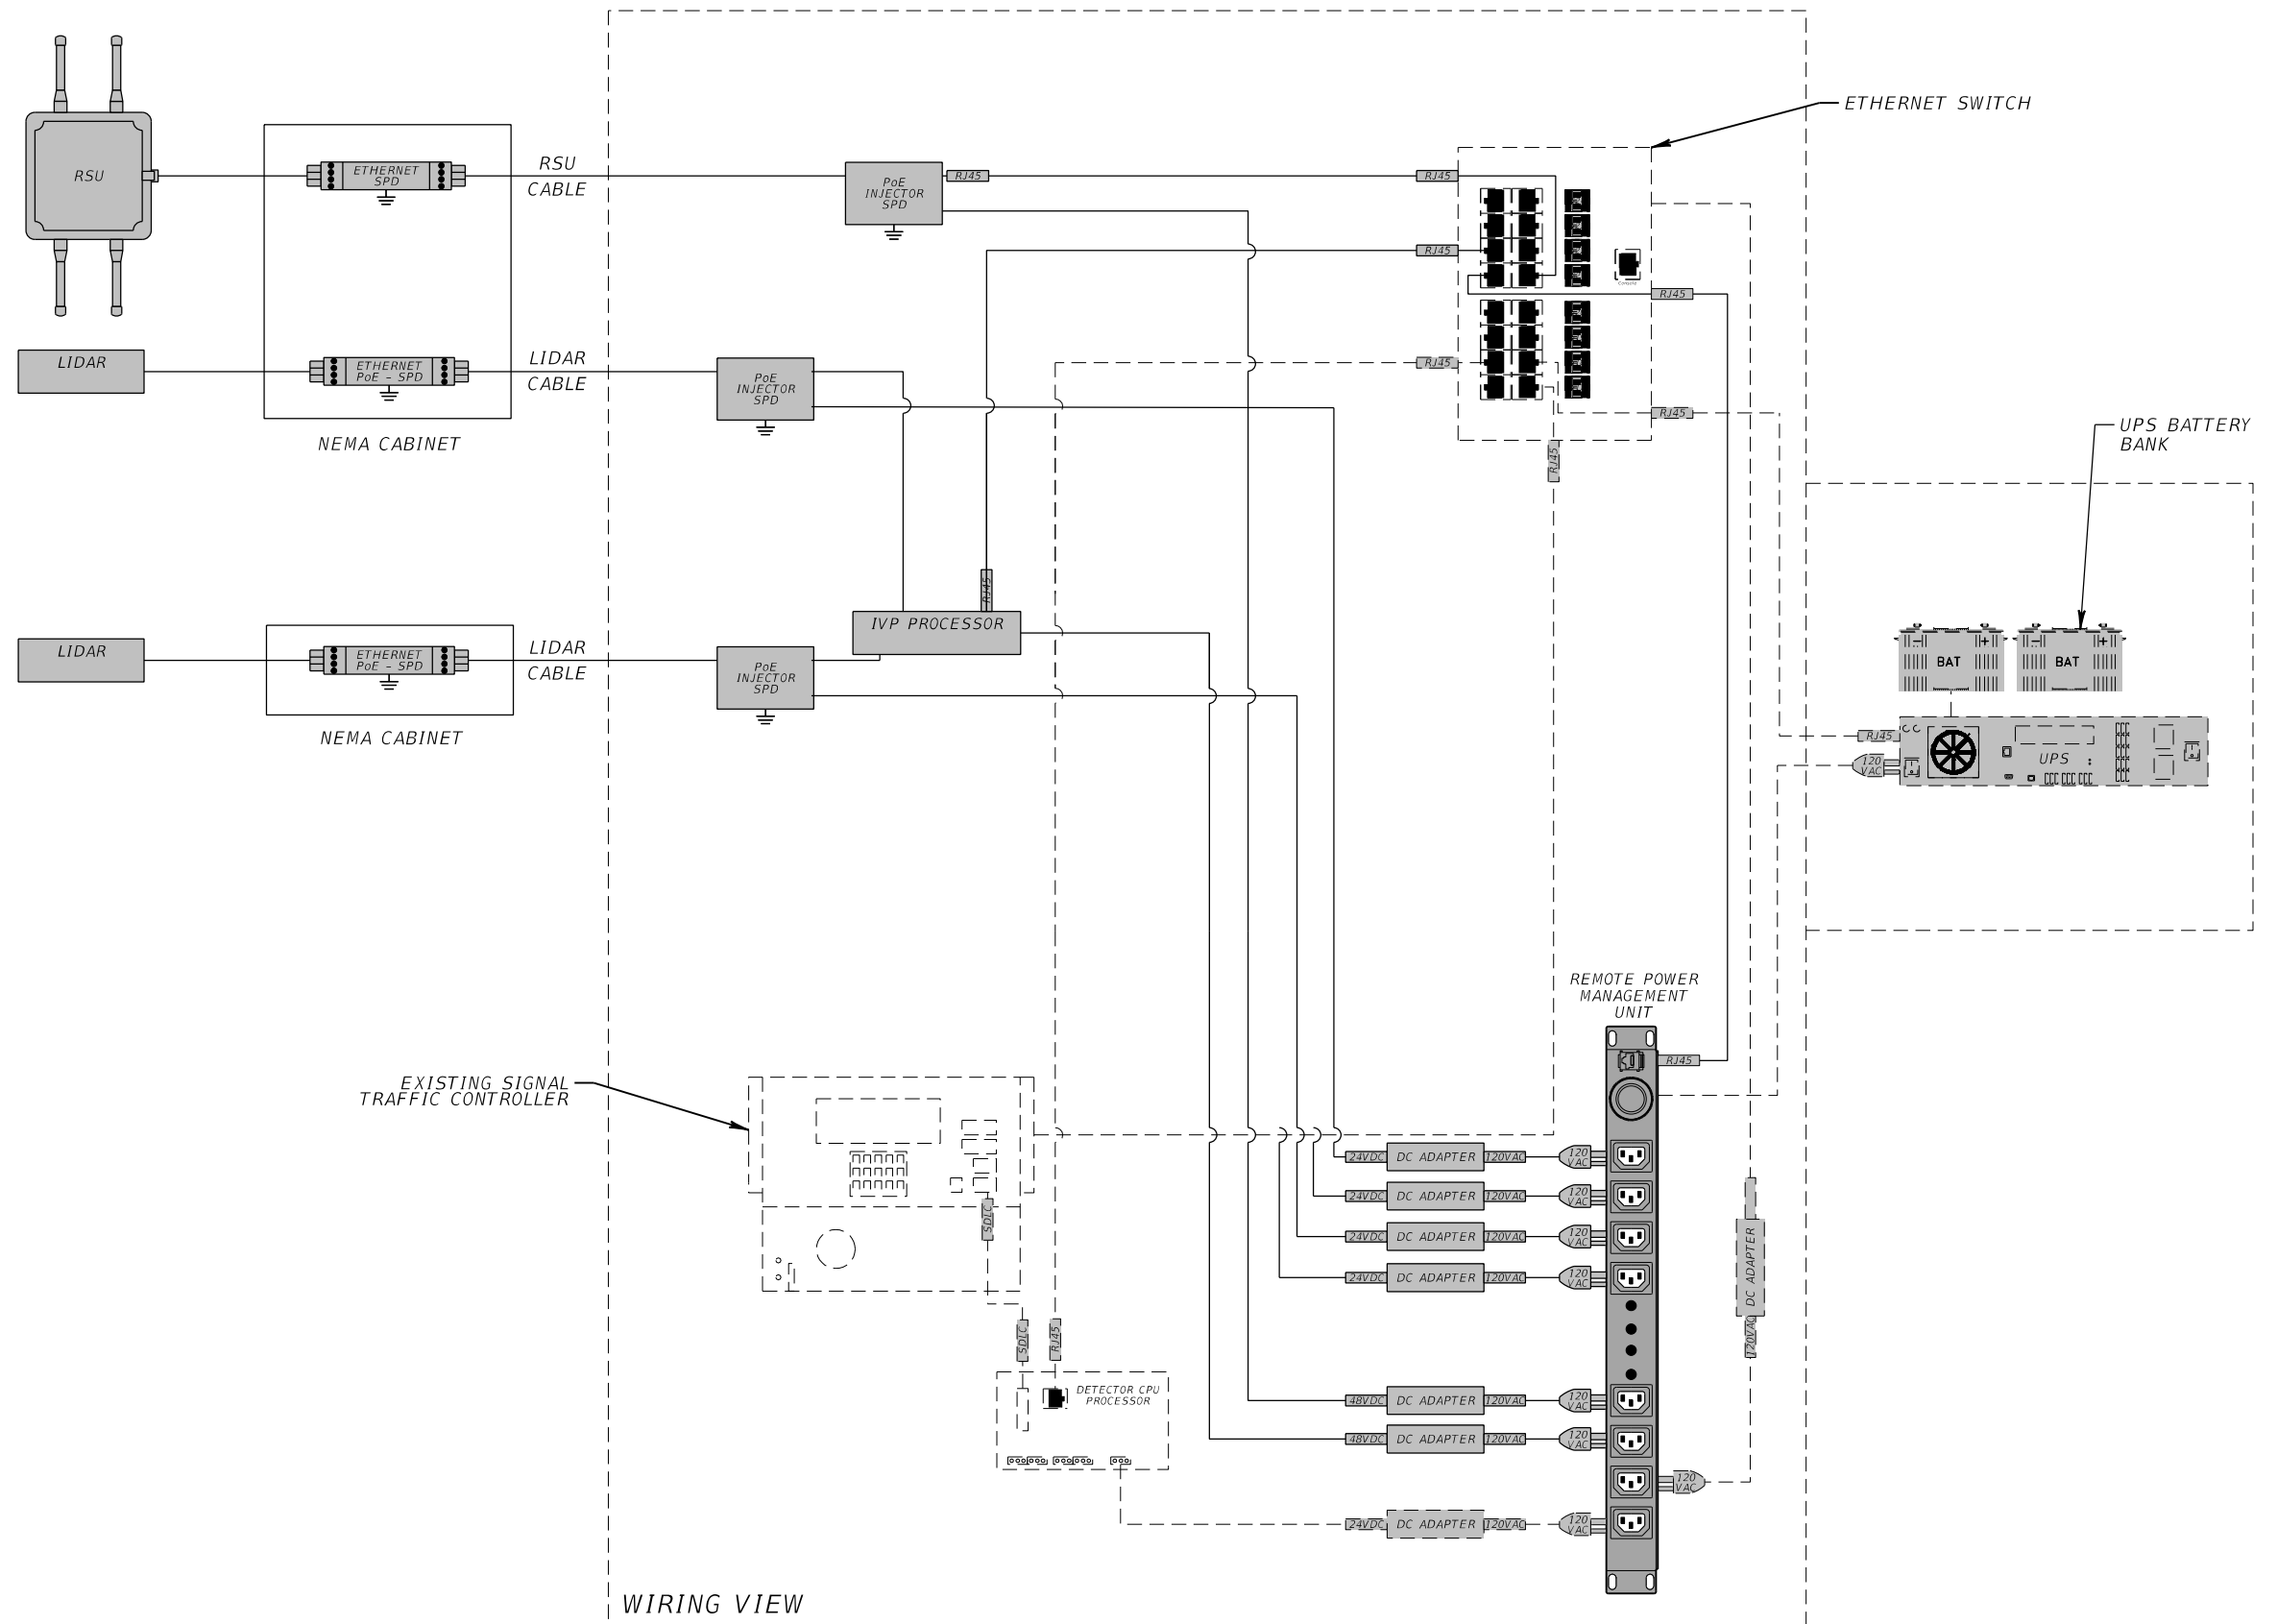 ETHERNET SWITCH
RSU
ETHERNET
SPD
RSU
CABLE
PoE
INJECTOR
SPD
RJ45
RJ45
RJ45
Console
RJ45
LIDAR
ETHERNET
PoE - SPD
LIDAR
CABLE
PoE
INJECTOR
SPD
RJ45
RJ45
RJ45
NEMA CABINET
UPS BATTERY
BANK
RJ45
IVP PROCESSOR
LIDAR
ETHERNET
PoE - SPD
LIDAR
CABLE
PoE
INJECTOR
SPD
NEMA CABINET
- +
BAT
- +
BAT
RJ45
120
VAC
UPS
REMOTE POWER
MANAGEMENT
UNIT
RJ45
EXISTING SIGNAL
TRAFFIC CONTROLLER
SDLC
SDLC
RJ45
DETECTOR CPU
PROCESSOR
24VDC DC ADAPTER 120VAC
120
VAC
24VDC DC ADAPTER 120VAC
120
VAC
24VDC DC ADAPTER 120VAC
120
VAC
24VDC DC ADAPTER 120VAC
120
VAC
DC ADAPTER
120VAC
48VDC DC ADAPTER 120VAC
120
VAC
48VDC DC ADAPTER 120VAC
120
VAC
120
VAC
24VDC DC ADAPTER 120VAC
120
VAC
WIRING VIEW